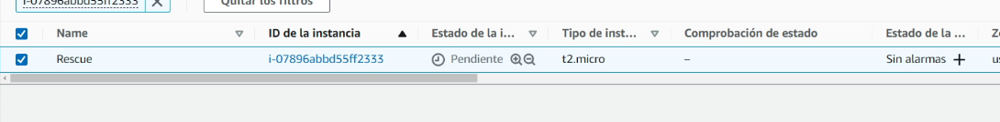 i-07896abbd55ff2333 Quitar los filtros
Name ID de la instancia Estado de la i... Tipo de inst... Comprobación de estado Estado de la ...
Rescue i-07896abbd55ff2333 Pendiente t2.micro – Sin alarmas